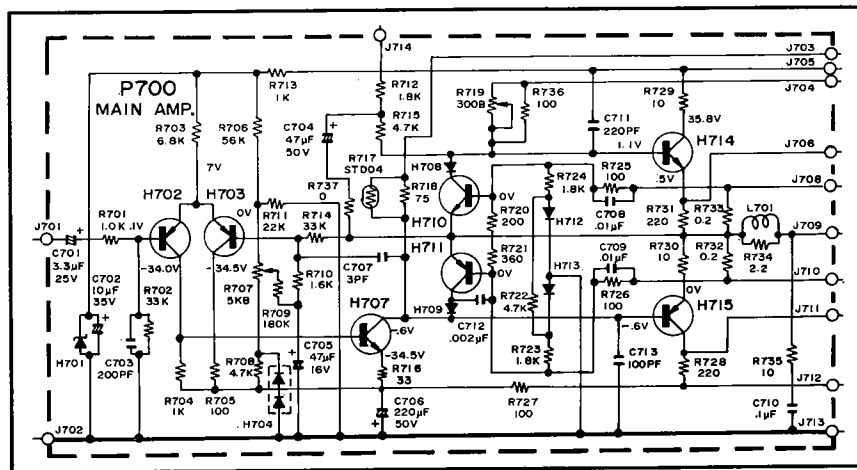 J714
J703
J705
J704
P700
MAIN AMP.
R713
1K
R712
1.8K
R719
300B
R736
100
R729
10
35.8V
R703
6.8K
R706
56K
C704
47µF
50V
R715
4.7K
C711
220PF
1.1V
H714
J706
7V
R717
STD04
H708
R724
1.8K
R725
100
.5V
H702
H703
R737
0
R718
75
H710
0V
J708
J701
R701
1.0K
.1V
0V
R711
22K
R714
33K
R720
200
H712
C708
.01µF
R731
220
R733
0.2
L701
J709
C701
3.3µF
25V
-34.0V
-34.5V
H711
R721
360
C709
.01µF
R730
10
R732
0.2
R734
2.2
C702
10µF
35V
R702
33K
R707
5KB
R710
1.6K
C707
3PF
0V
H713
J710
R709
180K
H707
H709
R722
4.7K
R726
100
0V
H715
J711
-.6V
C712
.002µF
-.6V
H701
C703
200PF
R708
4.7K
C705
47µF
16V
-34.5V
R716
33
R723
1.8K
C713
100PF
R728
220
R735
10
R704
1K
R705
100
H704
C706
220µF
50V
R727
100
J712
C710
.1µF
J702
J713